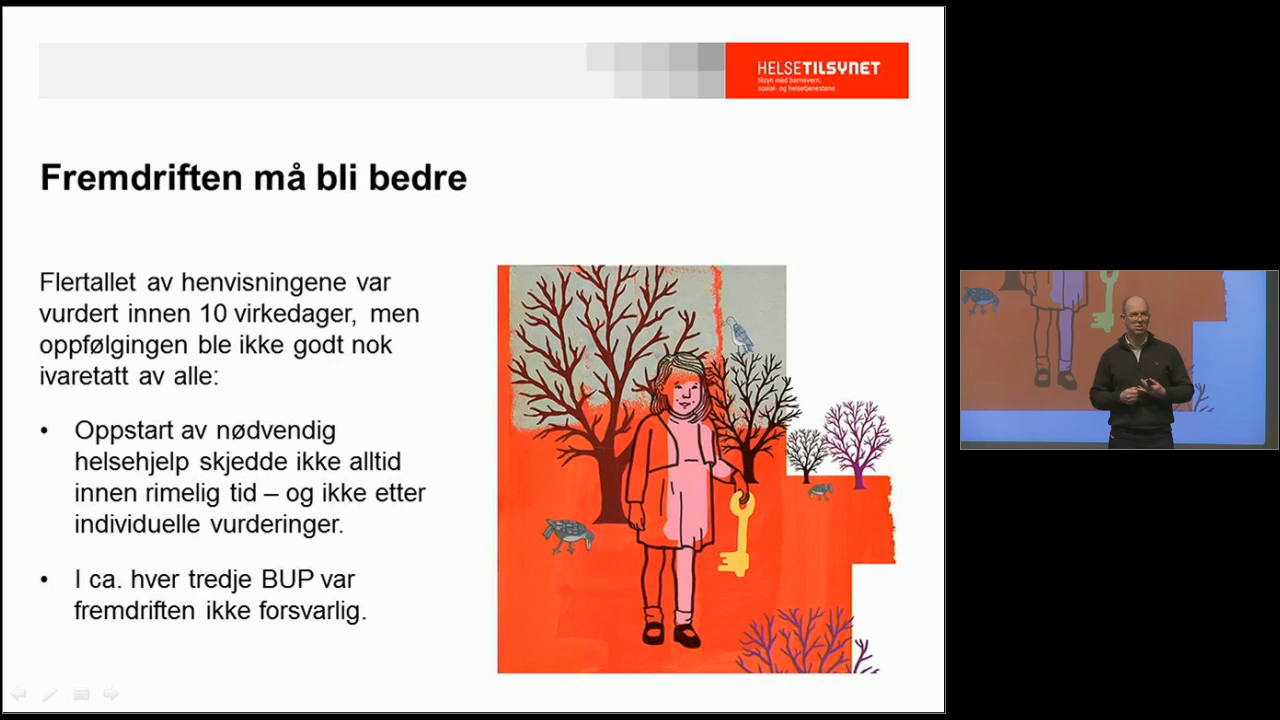 HELSETILSYNET
tilsyn med barnevern,
sosial- og helsetjenestene
Fremdriften må bli bedre
Flertallet av henvisningene var
vurdert innen 10 virkedager, men
oppfølgingen ble ikke godt nok
ivaretatt av alle:
• Oppstart av nødvendig
helsehjelp skjedde ikke alltid
innen rimelig tid – og ikke etter
individuelle vurderinger.
• I ca. hver tredje BUP var
fremdriften ikke forsvarlig.